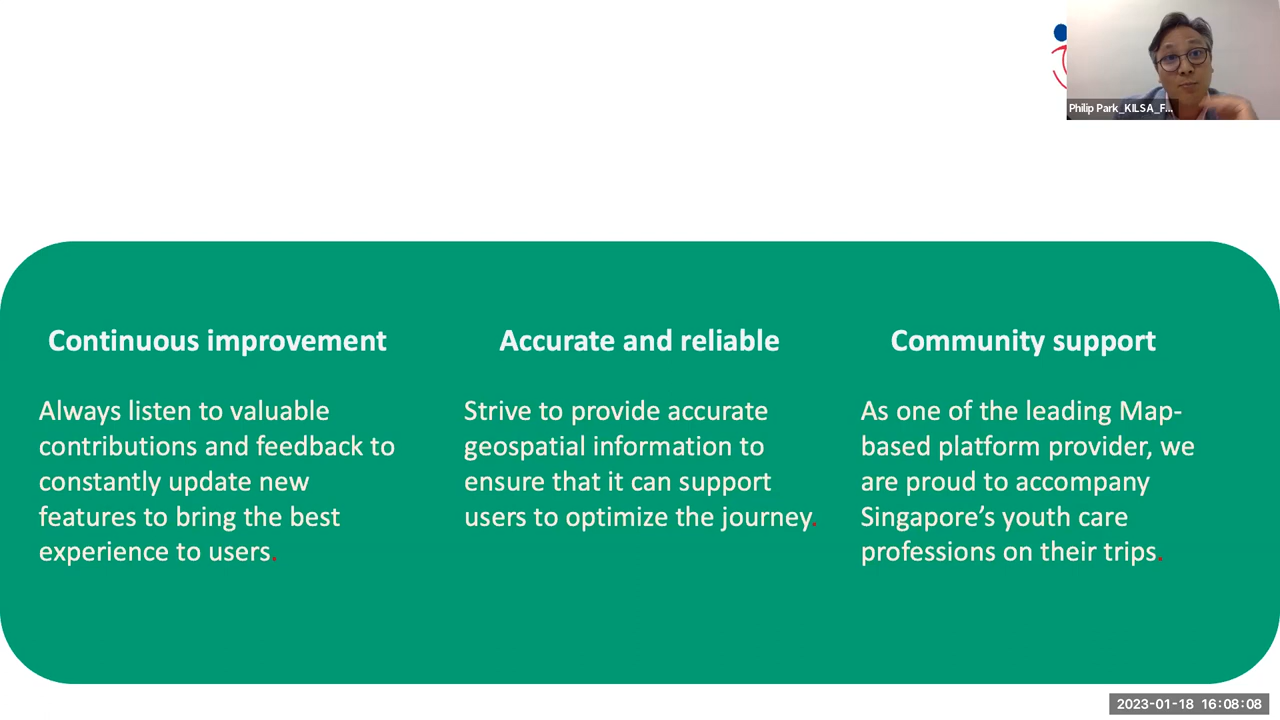 Philip Park_KILSA_F...
Continuous improvement
Always listen to valuable
contributions and feedback to
constantly update new
features to bring the best
experience to users.
Accurate and reliable
Strive to provide accurate
geospatial information to
ensure that it can support
users to optimize the journey.
Community support
As one of the leading Map-
based platform provider, we
are proud to accompany
Singapore’s youth care
professions on their trips.
2023-01-18 16:08:08